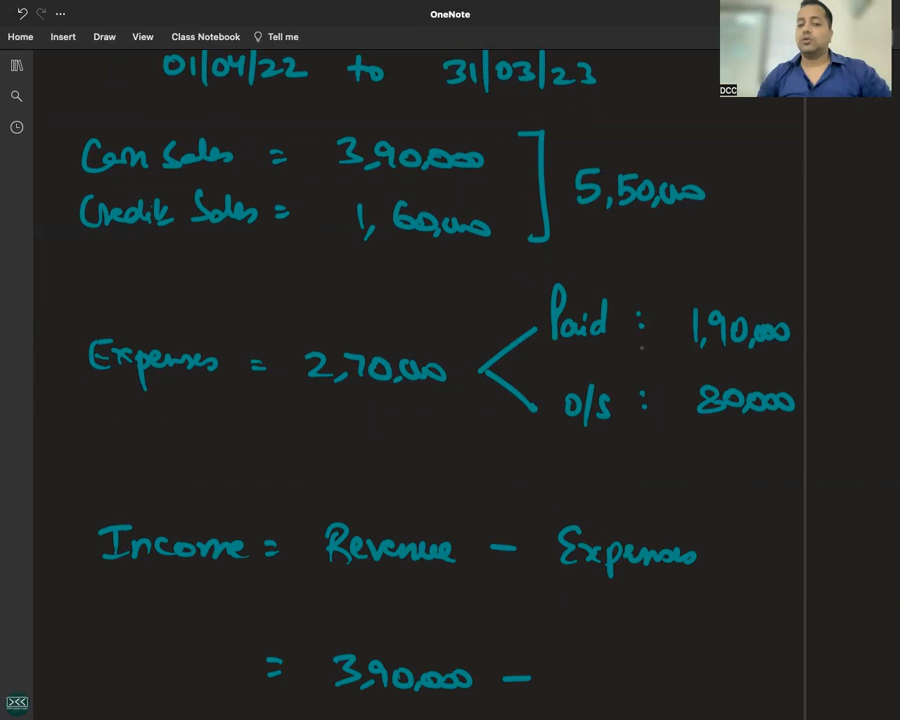 OneNote
Home Insert Draw View Class Notebook Tell me
DCC
01/04/22 to 31/03/23
Cash Sales = 3,90,000
Credit Sales = 1,60,000
5,50,000
Expenses = 2,70,000
Paid : 1,90,000
O/S : 80,000
Income = Revenue - Expenses
= 3,90,000 -
DCC